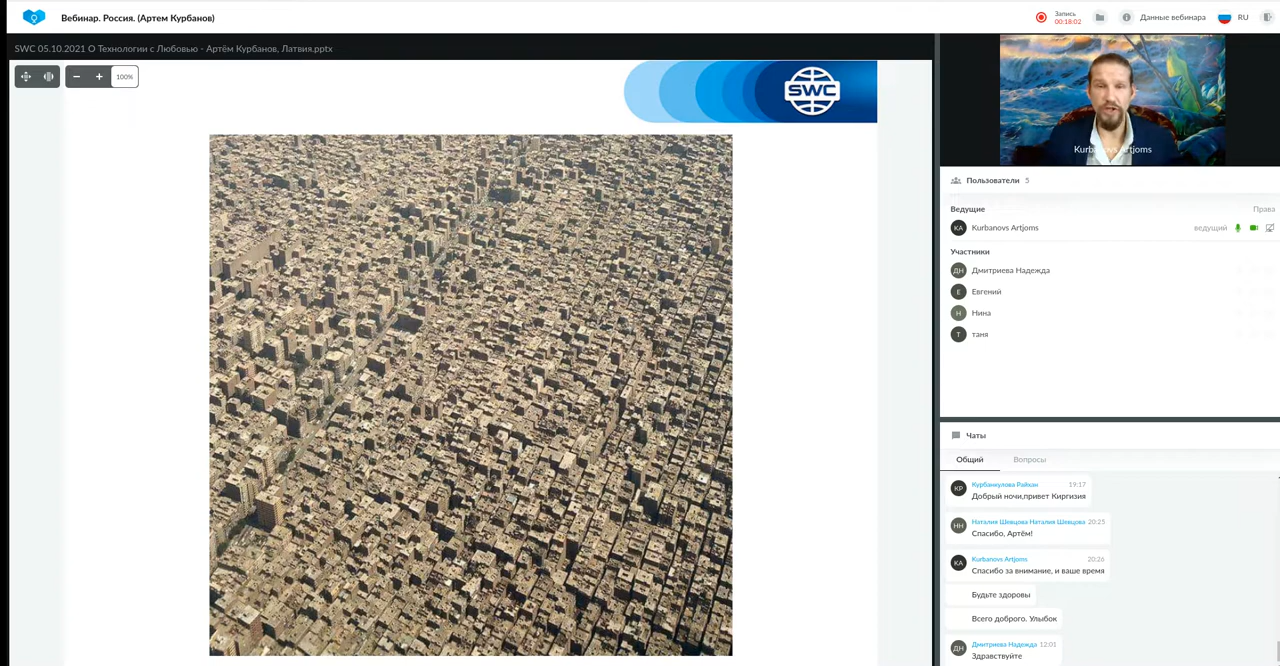 Вебинар. Россия. (Артем Курбанов)
Запись
00:18:02
Данные вебинара
RU
SWC 05.10.2021 О Технологии с Любовью - Артём Курбанов, Латвия.pptx
100%
SWC
Kurbanovs Artjoms
Пользователи 5
Ведущие
Права
KA
Kurbanovs Artjoms
ведущий
Участники
ДН
Дмитриева Надежда
Е
Евгений
Н
Нина
Т
таня
Чаты
Общий
Вопросы
КР
Курбанкулова Райхан 19:17
Добрый ночи,привет Киргизия
НН
Наталия Шевцова Наталия Шевцова 20:25
Спасибо, Артём!
KA
Kurbanovs Artjoms 20:26
Спасибо за внимание, и ваше время
Будьте здоровы
Всего доброго. Улыбок
ДН
Дмитриева Надежда 12:01
Здравствуйте